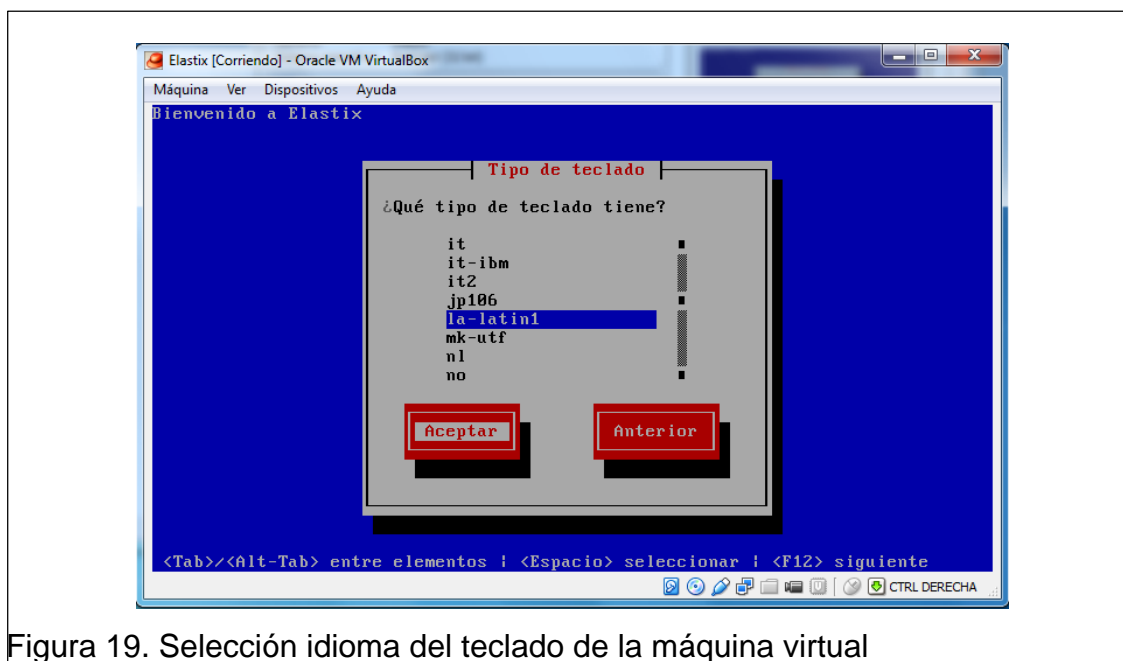 Elastix [Corriendo] - Oracle VM VirtualBox
Máquina Ver Dispositivos Ayuda
Bienvenido a Elastix
Tipo de teclado
¿Qué tipo de teclado tiene?
it
it-ibm
it2
jp106
la-latin1
mk-utf
nl
no
Aceptar Anterior
<Tab>/<Alt-Tab> entre elementos ¦ <Espacio> seleccionar ¦ <F12> siguiente
CTRL DERECHA
Figura 19. Selección idioma del teclado de la máquina virtual